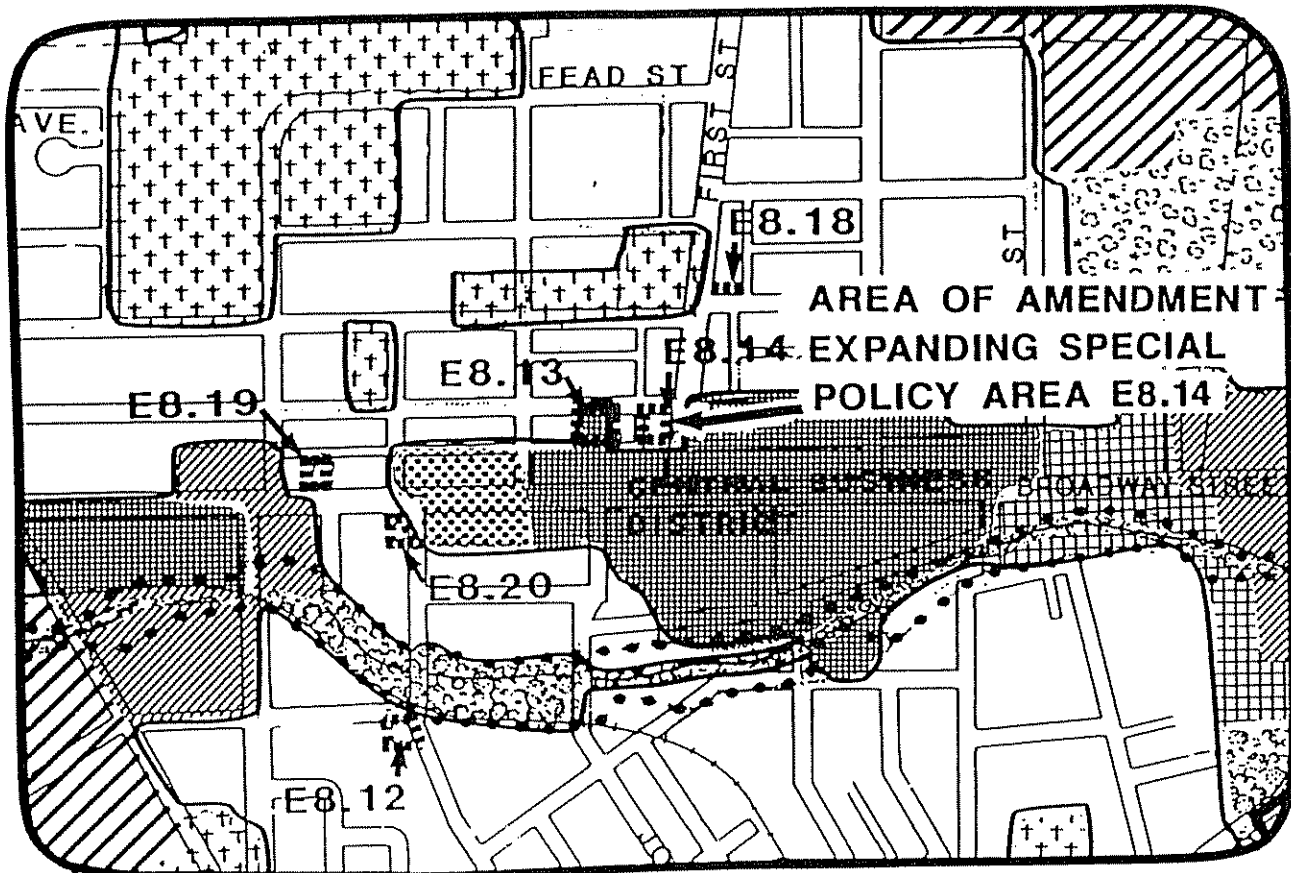 FEAD ST
AVE.
FIRST ST
E8.18
ST
AREA OF AMENDMENT
EXPANDING SPECIAL
POLICY AREA E8.14
E8.14
E8.13
E8.19
CENTRAL BUSINESS
DISTRICT
BROADWAY STREE
E8.20
E8.12